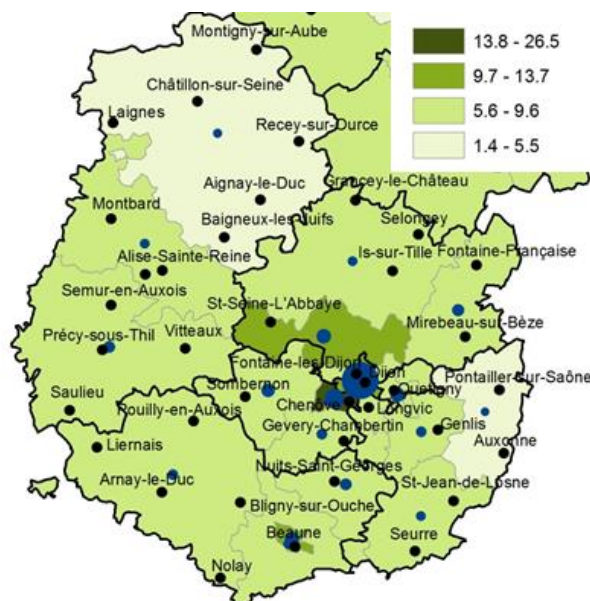 Montigny-sur-Aube
13.8 - 26.5
9.7 - 13.7
5.6 - 9.6
1.4 - 5.5
Châtillon-sur-Seine
Laignes
Recey-sur-Ource
Aignay-le-Duc
Grancey-le-Château
Montbard
Baigneux-les-Juifs
Selongey
Alise-Sainte-Reine
Is-sur-Tille
Fontaine-Française
Semur-en-Auxois
St-Seine-L'Abbaye
Précy-sous-Thil
Vitteaux
Mirebeau-sur-Bèze
Fontaine-les-Dijon
Dijon
Pontailler-sur-Saône
Saulieu
Sombernon
Quetigny
Chenove
Longvic
Pouilly-en-Auxois
Gevery-Chambertin
Genlis
Liernais
Auxonne
Nuits-Saint-Georges
Arnay-le-Duc
St-Jean-de-Losne
Bligny-sur-Ouche
Beaune
Seurre
Nolay